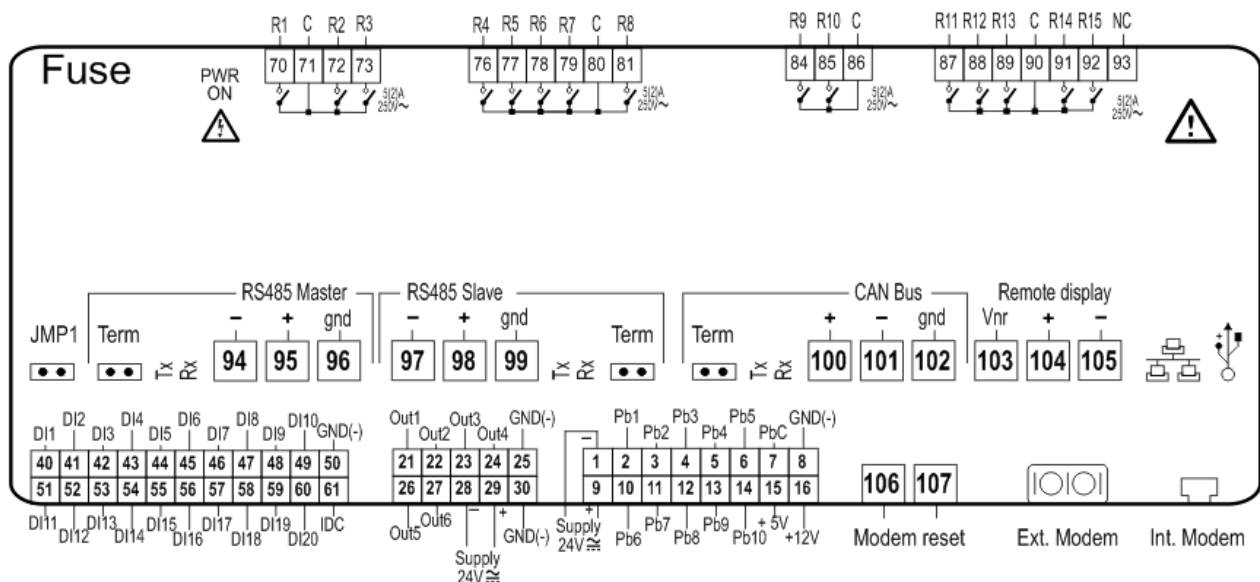 R1 C R2 R3 R4 R5 R6 R7 C R8 R9 R10 C R11 R12 R13 C R14 R15 NC
Fuse
PWR
ON
70 71 72 73 76 77 78 79 80 81 84 85 86 87 88 89 90 91 92 93
5(2)A
250V~
5(2)A
250V~
5(2)A
250V~
5(2)A
250V~
RS485 Master RS485 Slave CAN Bus Remote display
JMP1 Term − + gnd − + gnd Term Term + − gnd Vnr + −
Tx Rx 94 95 96 97 98 99 Tx Rx Tx Rx 100 101 102 103 104 105
DI1 DI2 DI3 DI4 DI5 DI6 DI7 DI8 DI9 DI10 GND(-)
40 41 42 43 44 45 46 47 48 49 50
51 52 53 54 55 56 57 58 59 60 61
DI11 DI12 DI13 DI14 DI15 DI16 DI17 DI18 DI19 DI20 IDC
Out1 Out2 Out3 Out4 GND(-)
21 22 23 24 25
26 27 28 29 30
Out5 Out6 − + GND(-)
Supply
24V
− Pb1 Pb2 Pb3 Pb4 Pb5 PbC GND(-)
1 2 3 4 5 6 7 8
9 10 11 12 13 14 15 16
+ Pb6 Pb7 Pb8 Pb9 Pb10 + 5V +12V
Supply
24V
106 107
Modem reset Ext. Modem Int. Modem